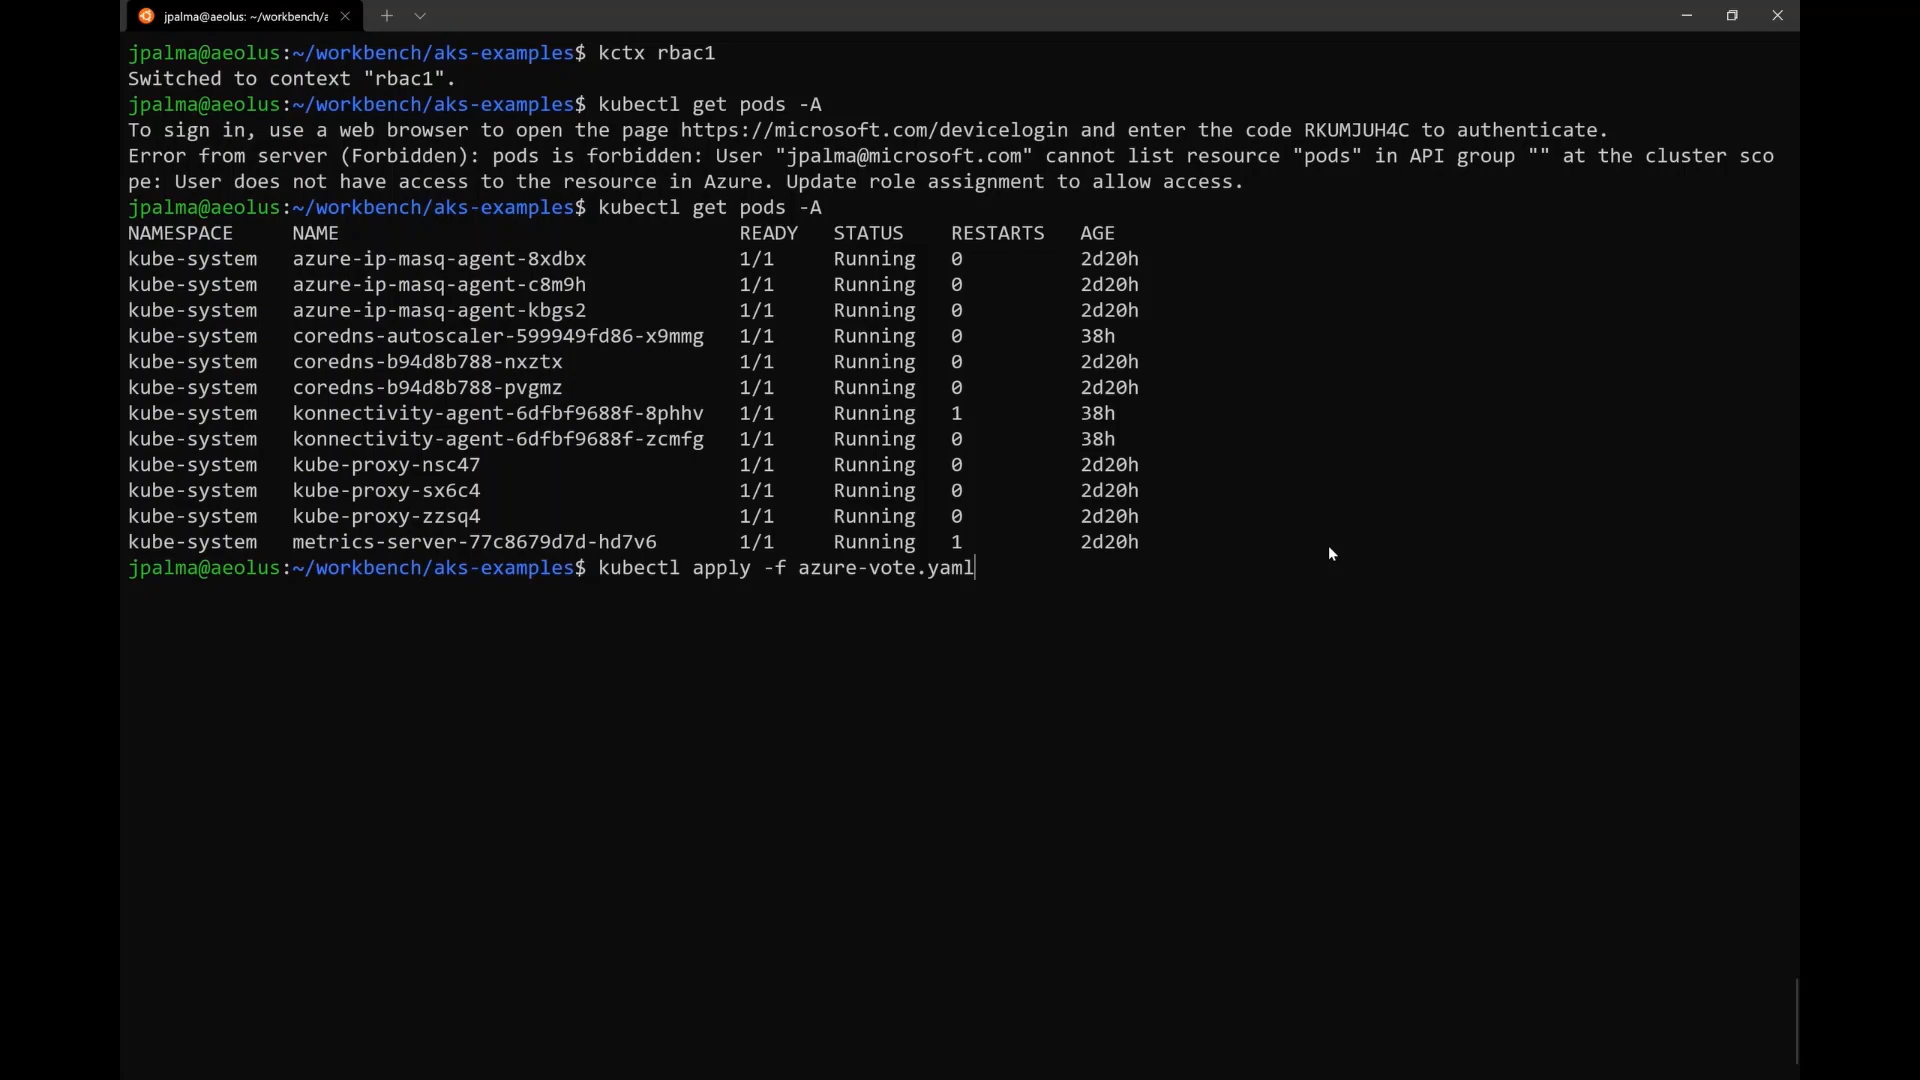 jpalma@aeolus: ~/workbench/a
jpalma@aeolus:~/workbench/aks-examples$ kctx rbac1
Switched to context "rbac1".
jpalma@aeolus:~/workbench/aks-examples$ kubectl get pods -A
To sign in, use a web browser to open the page https://microsoft.com/devicelogin and enter the code RKUMJUH4C to authenticate.
Error from server (Forbidden): pods is forbidden: User "jpalma@microsoft.com" cannot list resource "pods" in API group "" at the cluster sco
pe: User does not have access to the resource in Azure. Update role assignment to allow access.
jpalma@aeolus:~/workbench/aks-examples$ kubectl get pods -A
NAMESPACE NAME READY STATUS RESTARTS AGE
kube-system azure-ip-masq-agent-8xdbx 1/1 Running 0 2d20h
kube-system azure-ip-masq-agent-c8m9h 1/1 Running 0 2d20h
kube-system azure-ip-masq-agent-kbgs2 1/1 Running 0 2d20h
kube-system coredns-autoscaler-599949fd86-x9mmg 1/1 Running 0 38h
kube-system coredns-b94d8b788-nxztx 1/1 Running 0 2d20h
kube-system coredns-b94d8b788-pvgmz 1/1 Running 0 2d20h
kube-system konnectivity-agent-6dfbf9688f-8phhv 1/1 Running 1 38h
kube-system konnectivity-agent-6dfbf9688f-zcmfg 1/1 Running 0 38h
kube-system kube-proxy-nsc47 1/1 Running 0 2d20h
kube-system kube-proxy-sx6c4 1/1 Running 0 2d20h
kube-system kube-proxy-zzsq4 1/1 Running 0 2d20h
kube-system metrics-server-77c8679d7d-hd7v6 1/1 Running 1 2d20h
jpalma@aeolus:~/workbench/aks-examples$ kubectl apply -f azure-vote.yaml